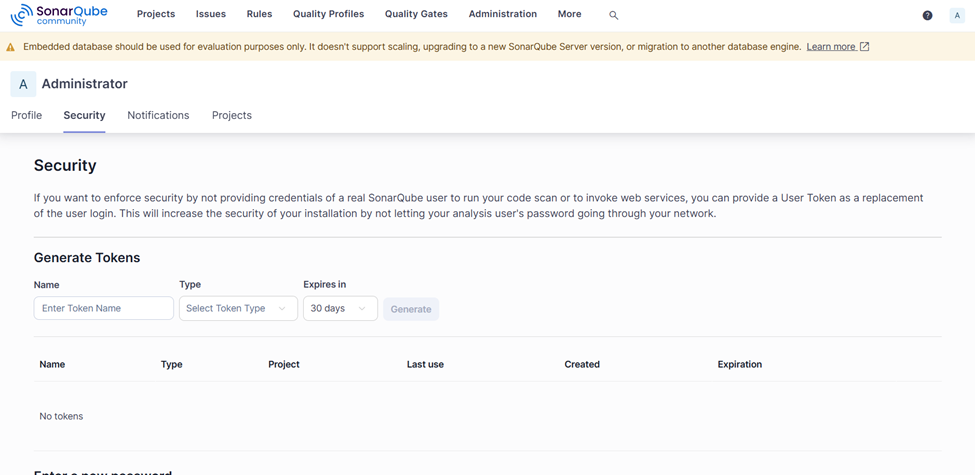 SonarQube
community
Projects Issues Rules Quality Profiles Quality Gates Administration More ? A
Embedded database should be used for evaluation purposes only. It doesn't support scaling, upgrading to a new SonarQube Server version, or migration to another database engine. Learn more
A Administrator
Profile Security Notifications Projects
Security
If you want to enforce security by not providing credentials of a real SonarQube user to run your code scan or to invoke web services, you can provide a User Token as a replacement
of the user login. This will increase the security of your installation by not letting your analysis user's password going through your network.
Generate Tokens
Name Type Expires in
Enter Token Name Select Token Type 30 days Generate
Name Type Project Last use Created Expiration
No tokens
Enter a new password